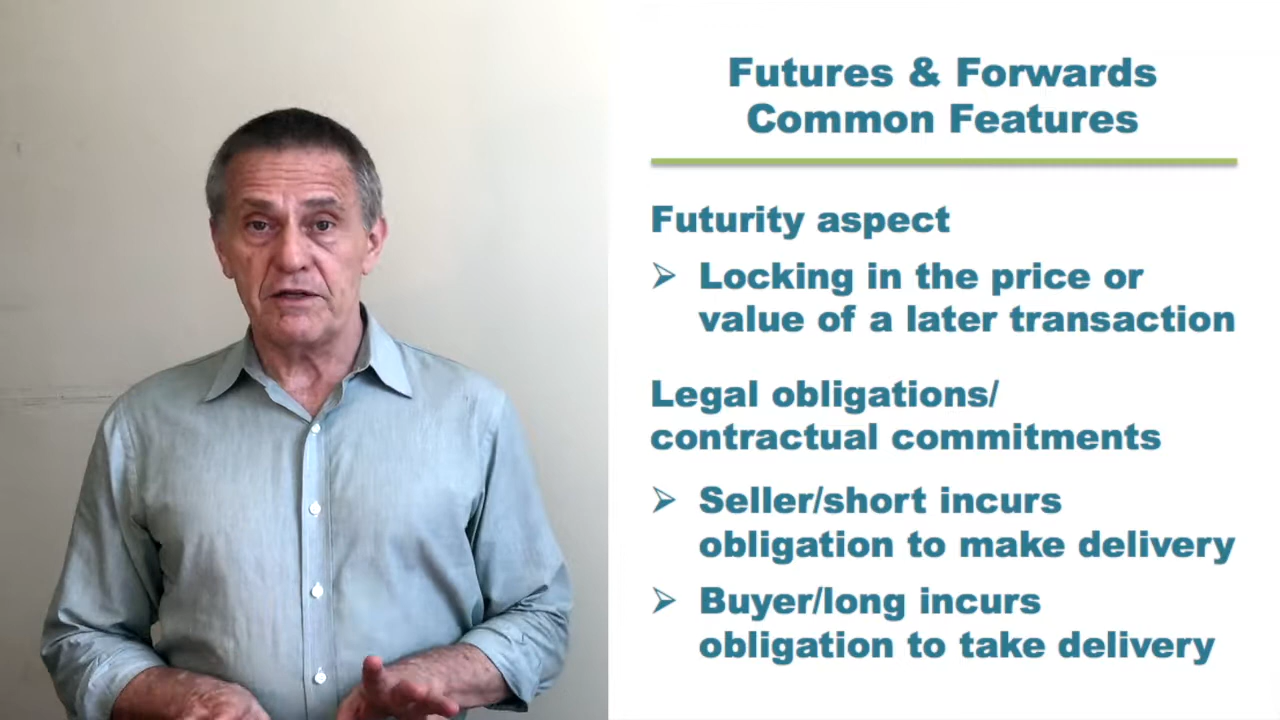 Futures & Forwards
Common Features
Futurity aspect
➢ Locking in the price or
value of a later transaction
Legal obligations/
contractual commitments
➢ Seller/short incurs
obligation to make delivery
➢ Buyer/long incurs
obligation to take delivery